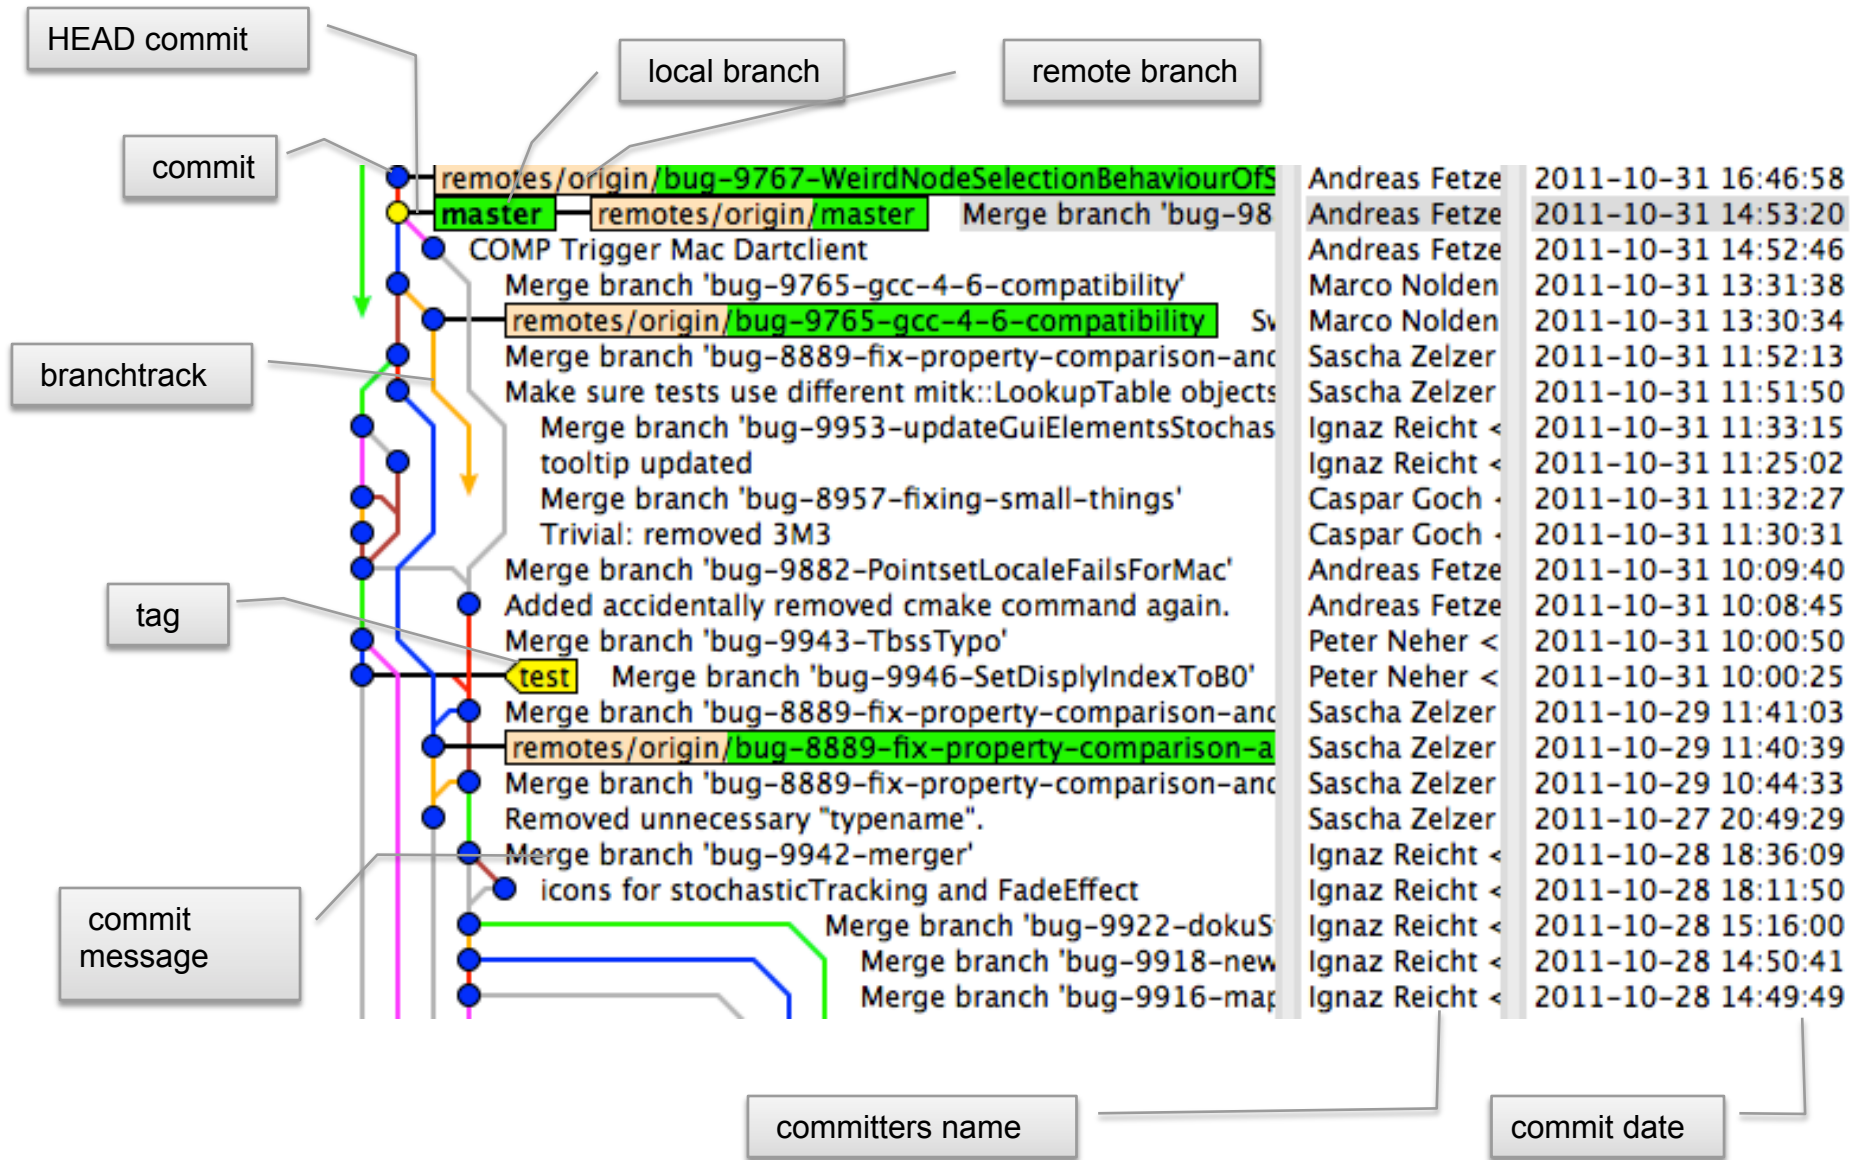 HEAD commit
local branch
remote branch
commit
remotes/origin/bug-9767-WeirdNodeSelectionBehaviourOfS Andreas Fetze 2011-10-31 16:46:58
master remotes/origin/master Merge branch 'bug-98 Andreas Fetze 2011-10-31 14:53:20
COMP Trigger Mac Dartclient Andreas Fetze 2011-10-31 14:52:46
Merge branch 'bug-9765-gcc-4-6-compatibility' Marco Nolden 2011-10-31 13:31:38
remotes/origin/bug-9765-gcc-4-6-compatibility Sw Marco Nolden 2011-10-31 13:30:34
Merge branch 'bug-8889-fix-property-comparison-and Sascha Zelzer 2011-10-31 11:52:13
branchtrack
Make sure tests use different mitk::LookupTable objects Sascha Zelzer 2011-10-31 11:51:50
Merge branch 'bug-9953-updateGuiElementsStochas Ignaz Reicht < 2011-10-31 11:33:15
tooltip updated Ignaz Reicht < 2011-10-31 11:25:02
Merge branch 'bug-8957-fixing-small-things' Caspar Goch 2011-10-31 11:32:27
Trivial: removed 3M3 Caspar Goch 2011-10-31 11:30:31
Merge branch 'bug-9882-PointsetLocaleFailsForMac' Andreas Fetze 2011-10-31 10:09:40
Added accidentally removed cmake command again. Andreas Fetze 2011-10-31 10:08:45
tag
Merge branch 'bug-9943-TbssTypo' Peter Neher < 2011-10-31 10:00:50
test Merge branch 'bug-9946-SetDisplyIndexToB0' Peter Neher < 2011-10-31 10:00:25
Merge branch 'bug-8889-fix-property-comparison-and Sascha Zelzer 2011-10-29 11:41:03
remotes/origin/bug-8889-fix-property-comparison-a Sascha Zelzer 2011-10-29 11:40:39
Merge branch 'bug-8889-fix-property-comparison-and Sascha Zelzer 2011-10-29 10:44:33
Removed unnecessary "typename". Sascha Zelzer 2011-10-27 20:49:29
Merge branch 'bug-9942-merger' Ignaz Reicht < 2011-10-28 18:36:09
icons for stochasticTracking and FadeEffect Ignaz Reicht < 2011-10-28 18:11:50
commit
message
Merge branch 'bug-9922-dokuS Ignaz Reicht < 2011-10-28 15:16:00
Merge branch 'bug-9918-new Ignaz Reicht < 2011-10-28 14:50:41
Merge branch 'bug-9916-map Ignaz Reicht < 2011-10-28 14:49:49
committers name
commit date